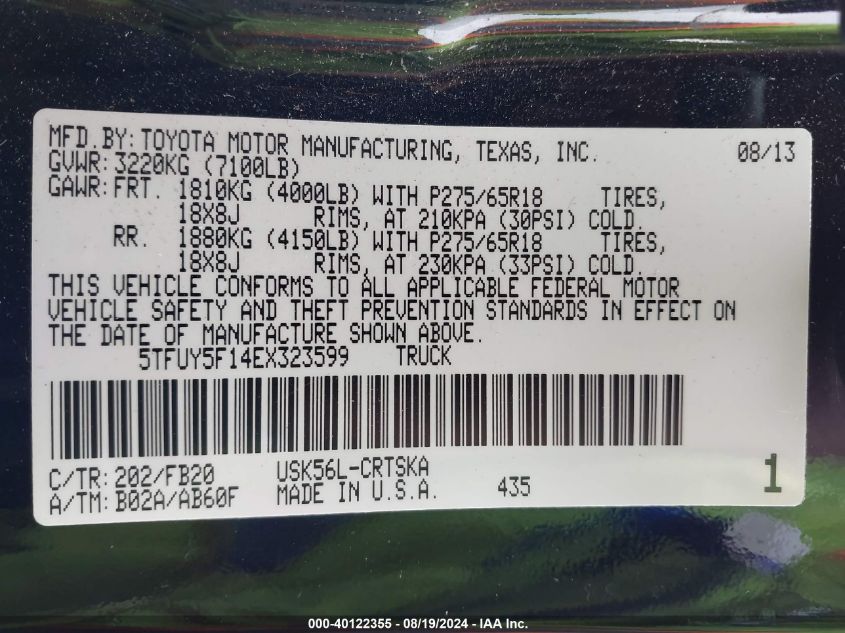 MFD.BY: TOYOTA MOTOR MANUFACTURING, TEXAS, INC. 08/13
GVWR: 3220KG (7100LB)
GAWR: FRT. 1810KG (4000LB) WITH P275/65R18 TIRES,
18X8J RIMS, AT 210KPA (30PSI) COLD.
RR. 1880KG (4150LB) WITH P275/65R18 TIRES,
18X8J RIMS, AT 230KPA (33PSI) COLD.
THIS VEHICLE CONFORMS TO ALL APPLICABLE FEDERAL MOTOR
VEHICLE SAFETY AND THEFT PREVENTION STANDARDS IN EFFECT ON
THE DATE OF MANUFACTURE SHOWN ABOVE.
5TFUY5F14EX323599 TRUCK
C/TR: 202/FB20 USK56L-CRTSKA
A/TM: B02A/AB60F MADE IN U.S.A. 435 1
000-40122355 - 08/19/2024 - IAA Inc.